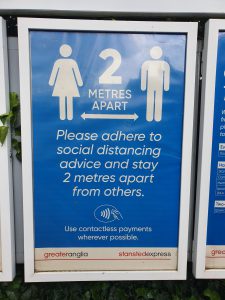 2
METRES
APART
Please adhere to
social distancing
advice and stay
2 metres apart
from others.
Use contactless payments
wherever possible.
greateranglia stanstedexpress